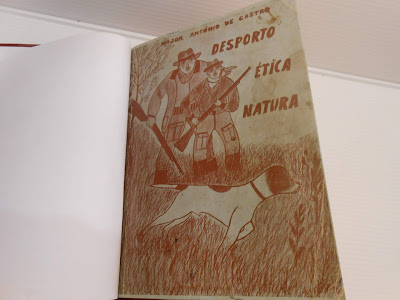 MAJOR ANTÓNIO DE CASTRO
DESPORTO
ÉTICA
NATURA